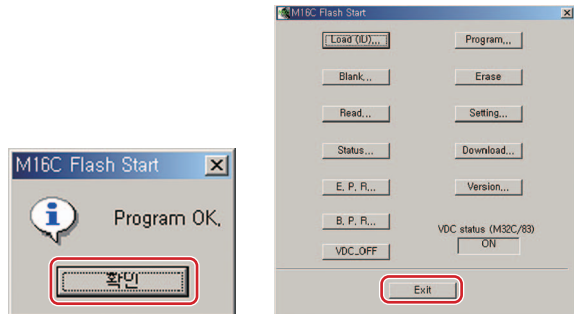 M16C Flash Start
Program OK,
확인
M16C Flash Start
Load (ID),,,
Program,,,
Blank,,,
Erase
Read,,,
Setting,,,
Status,,,
Download,,,
E, P, R,,,
Version,,,
B, P, R,,,
VDC status (M32C/83)
ON
VDC_OFF
Exit